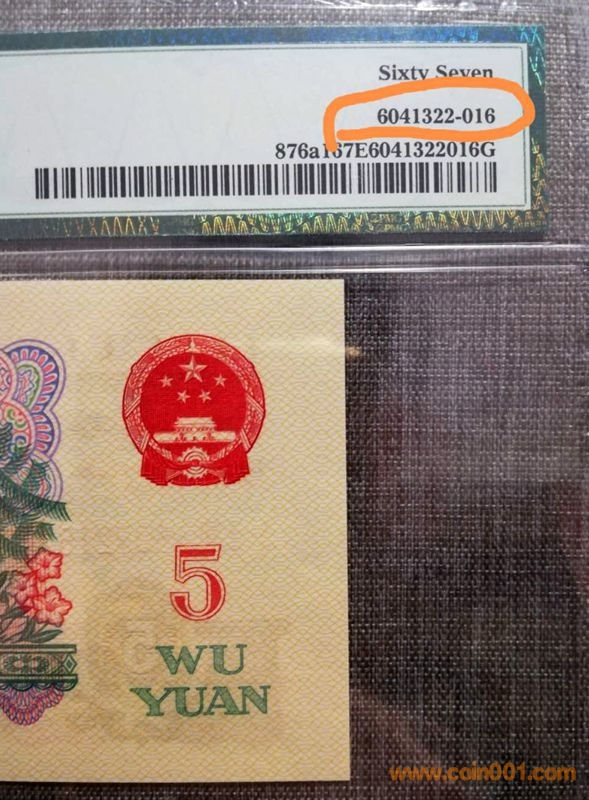 Sixty Seven
6041322-016
876a167E6041322016G
5
WU
YUAN
www.coin001.com